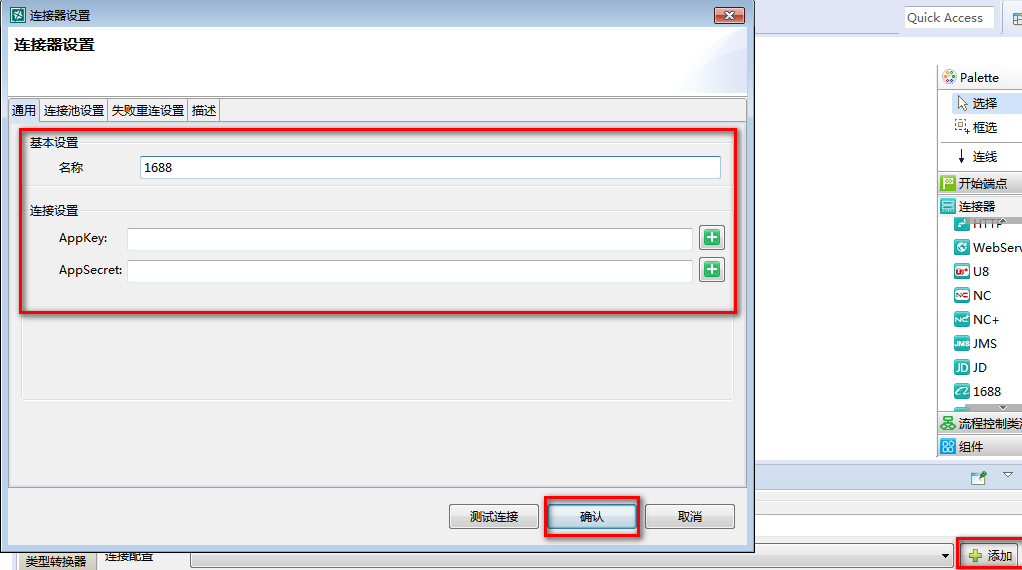 连接器设置
连接器设置
通用 连接池设置 失败重连设置 描述
基本设置
名称 1688
连接设置
AppKey:
AppSecret:
测试连接 确认 取消
Quick Access
Palette
选择
框选
连线
开始端点
连接器
HTTP
WebServ
U8
NC
NC+
JMS
JD
1688
流程控制类
组件
类型转换器 连接配置 添加